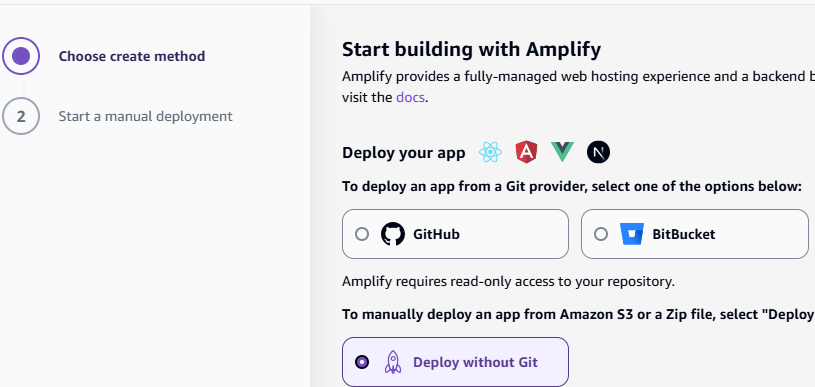 Choose create method
2
Start a manual deployment
Start building with Amplify
Amplify provides a fully-managed web hosting experience and a backend b
visit the docs.
Deploy your app
To deploy an app from a Git provider, select one of the options below:
GitHub
BitBucket
Amplify requires read-only access to your repository.
To manually deploy an app from Amazon S3 or a Zip file, select "Deploy
Deploy without Git